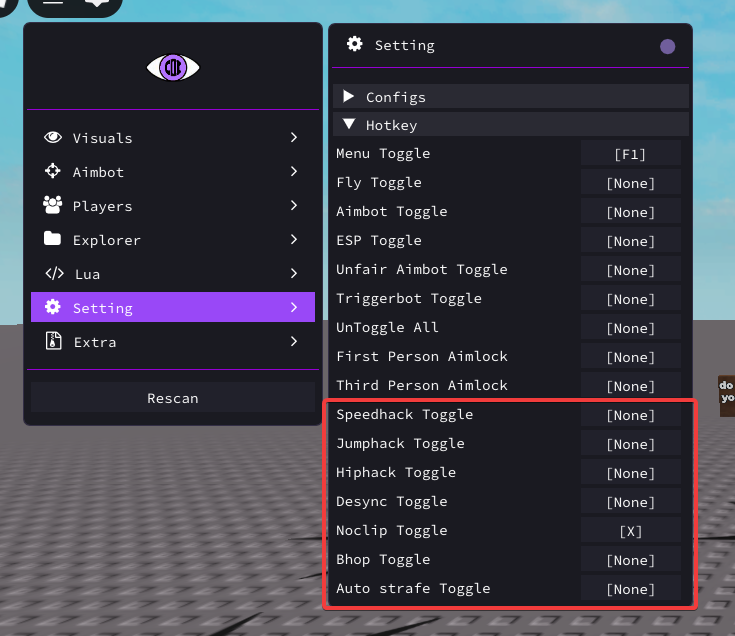 Visuals
Aimbot
Players
Explorer
Lua
Setting
Extra
Rescan
Setting
Configs
Hotkey
Menu Toggle [F1]
Fly Toggle [None]
Aimbot Toggle [None]
ESP Toggle [None]
Unfair Aimbot Toggle [None]
Triggerbot Toggle [None]
UnToggle All [None]
First Person Aimlock [None]
Third Person Aimlock [None]
Speedhack Toggle [None]
Jumphack Toggle [None]
Hiphack Toggle [None]
Desync Toggle [None]
Noclip Toggle [X]
Bhop Toggle [None]
Auto strafe Toggle [None]
do
yo